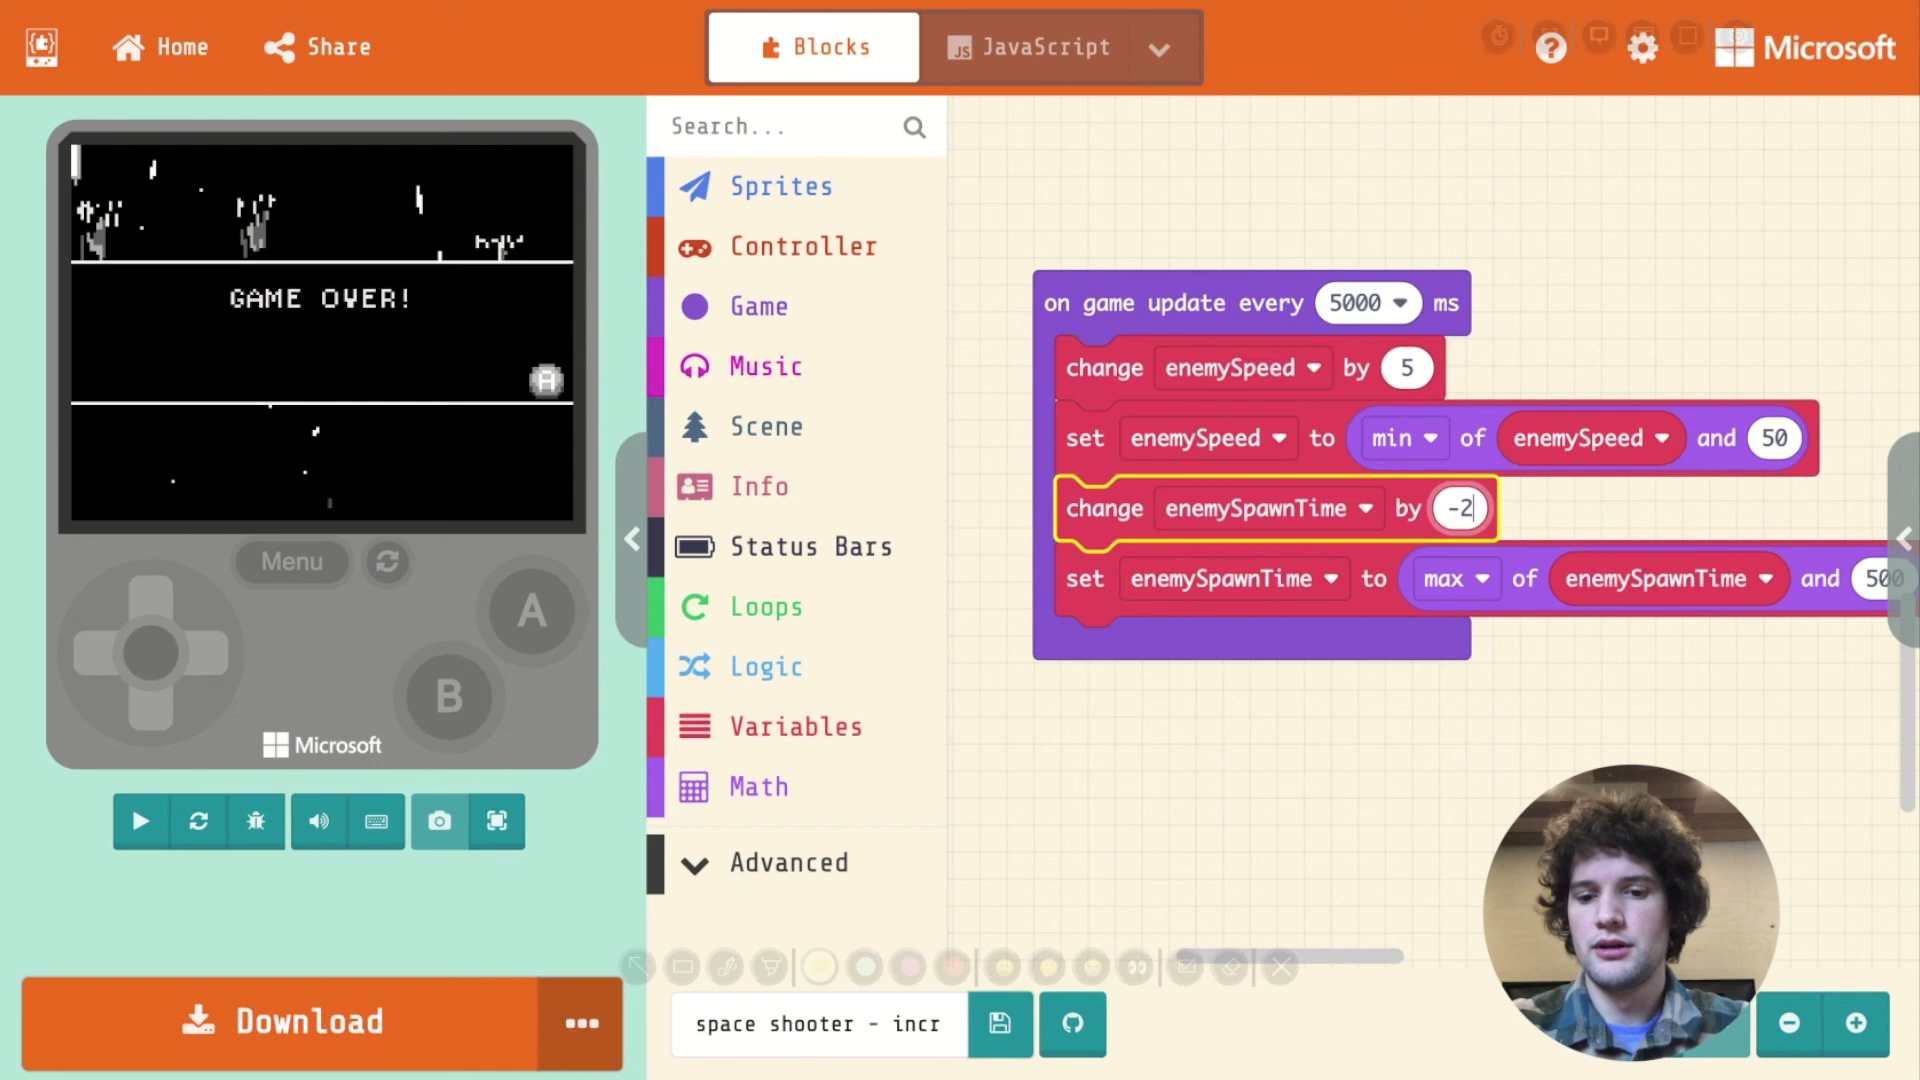 Home
Share
Blocks
JavaScript
Microsoft
GAME OVER!
A
Menu
A
B
Microsoft
Search...
Sprites
Controller
Game
Music
Scene
Info
Status Bars
Loops
Logic
Variables
Math
Advanced
on game update every 5000 ms
change enemySpeed by 5
set enemySpeed to min of enemySpeed and 50
change enemySpawnTime by -2
set enemySpawnTime to max of enemySpawnTime and 500
Download
space shooter - incr